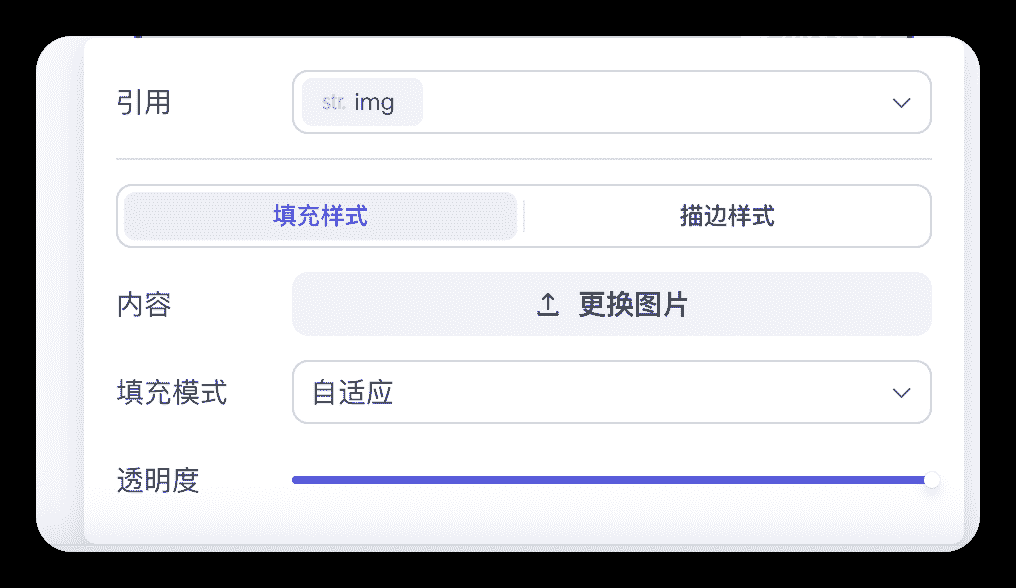 引用
str. img
填充样式 描边样式
内容 更换图片
填充模式 自适应
透明度